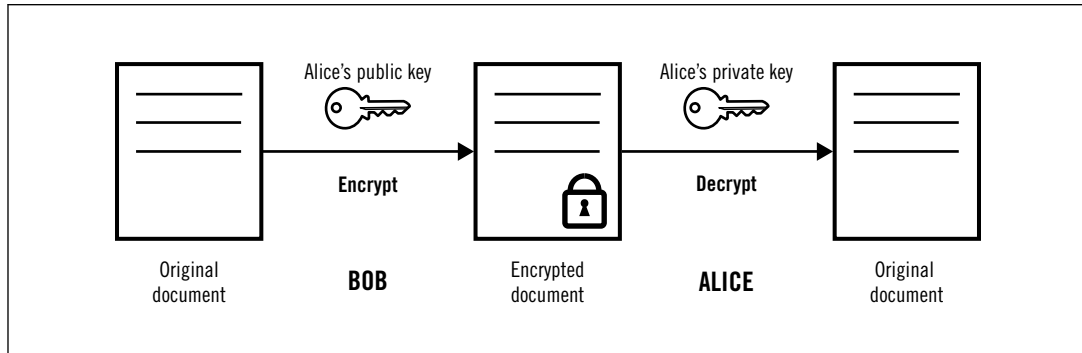 Alice’s public key
Alice’s private key
Encrypt
Decrypt
Original
document
BOB
Encrypted
document
ALICE
Original
document